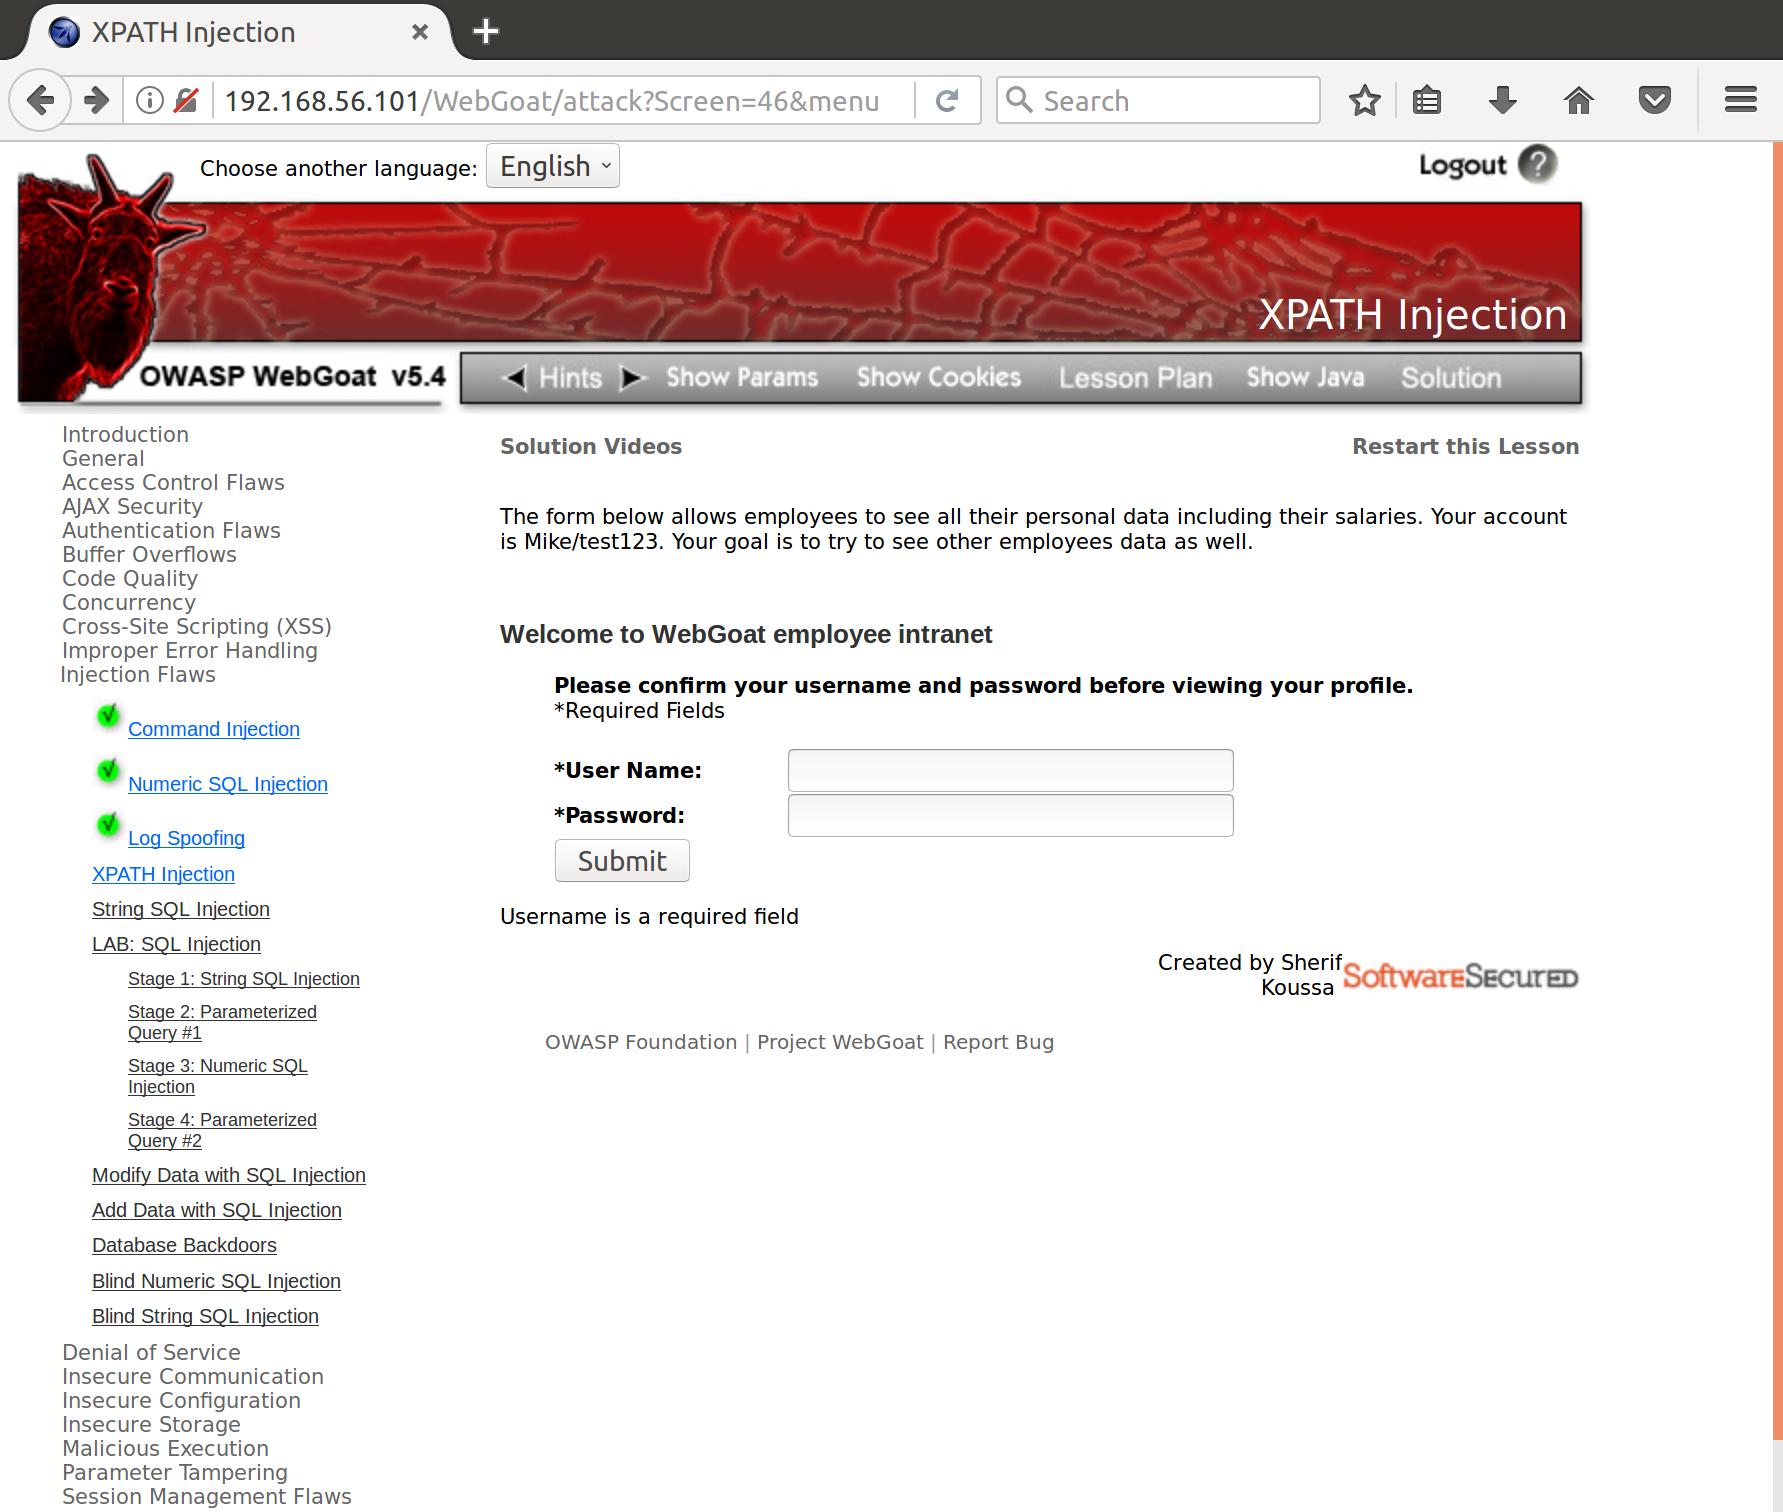 XPATH Injection
192.168.56.101/WebGoat/attack?Screen=46&menu
Search
Choose another language: English
Logout ?
XPATH Injection
OWASP WebGoat v5.4
Hints Show Params Show Cookies Lesson Plan Show Java Solution
Introduction
General
Access Control Flaws
AJAX Security
Authentication Flaws
Buffer Overflows
Code Quality
Concurrency
Cross-Site Scripting (XSS)
Improper Error Handling
Injection Flaws
Command Injection
Numeric SQL Injection
Log Spoofing
XPATH Injection
String SQL Injection
LAB: SQL Injection
Stage 1: String SQL Injection
Stage 2: Parameterized
Query #1
Stage 3: Numeric SQL
Injection
Stage 4: Parameterized
Query #2
Modify Data with SQL Injection
Add Data with SQL Injection
Database Backdoors
Blind Numeric SQL Injection
Blind String SQL Injection
Denial of Service
Insecure Communication
Insecure Configuration
Insecure Storage
Malicious Execution
Parameter Tampering
Session Management Flaws
Solution Videos
Restart this Lesson
The form below allows employees to see all their personal data including their salaries. Your account
is Mike/test123. Your goal is to try to see other employees data as well.
Welcome to WebGoat employee intranet
Please confirm your username and password before viewing your profile.
*Required Fields
*User Name:
*Password:
Submit
Username is a required field
Created by Sherif
Koussa
SoftwareSecured
OWASP Foundation | Project WebGoat | Report Bug